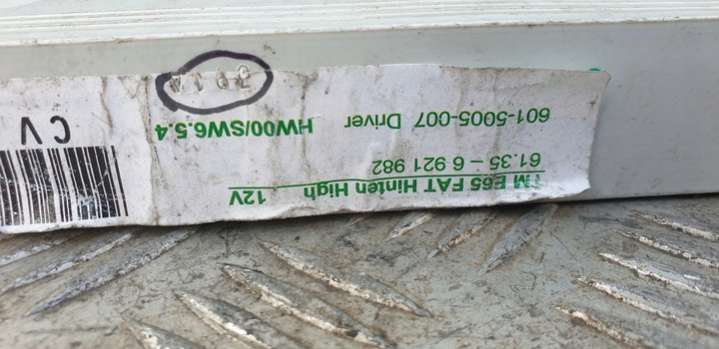 TM E65 FAT Hinten High 12V
61.35 – 6 921 982
601-5005-007 Driver HW00/SW6.5.4
CV